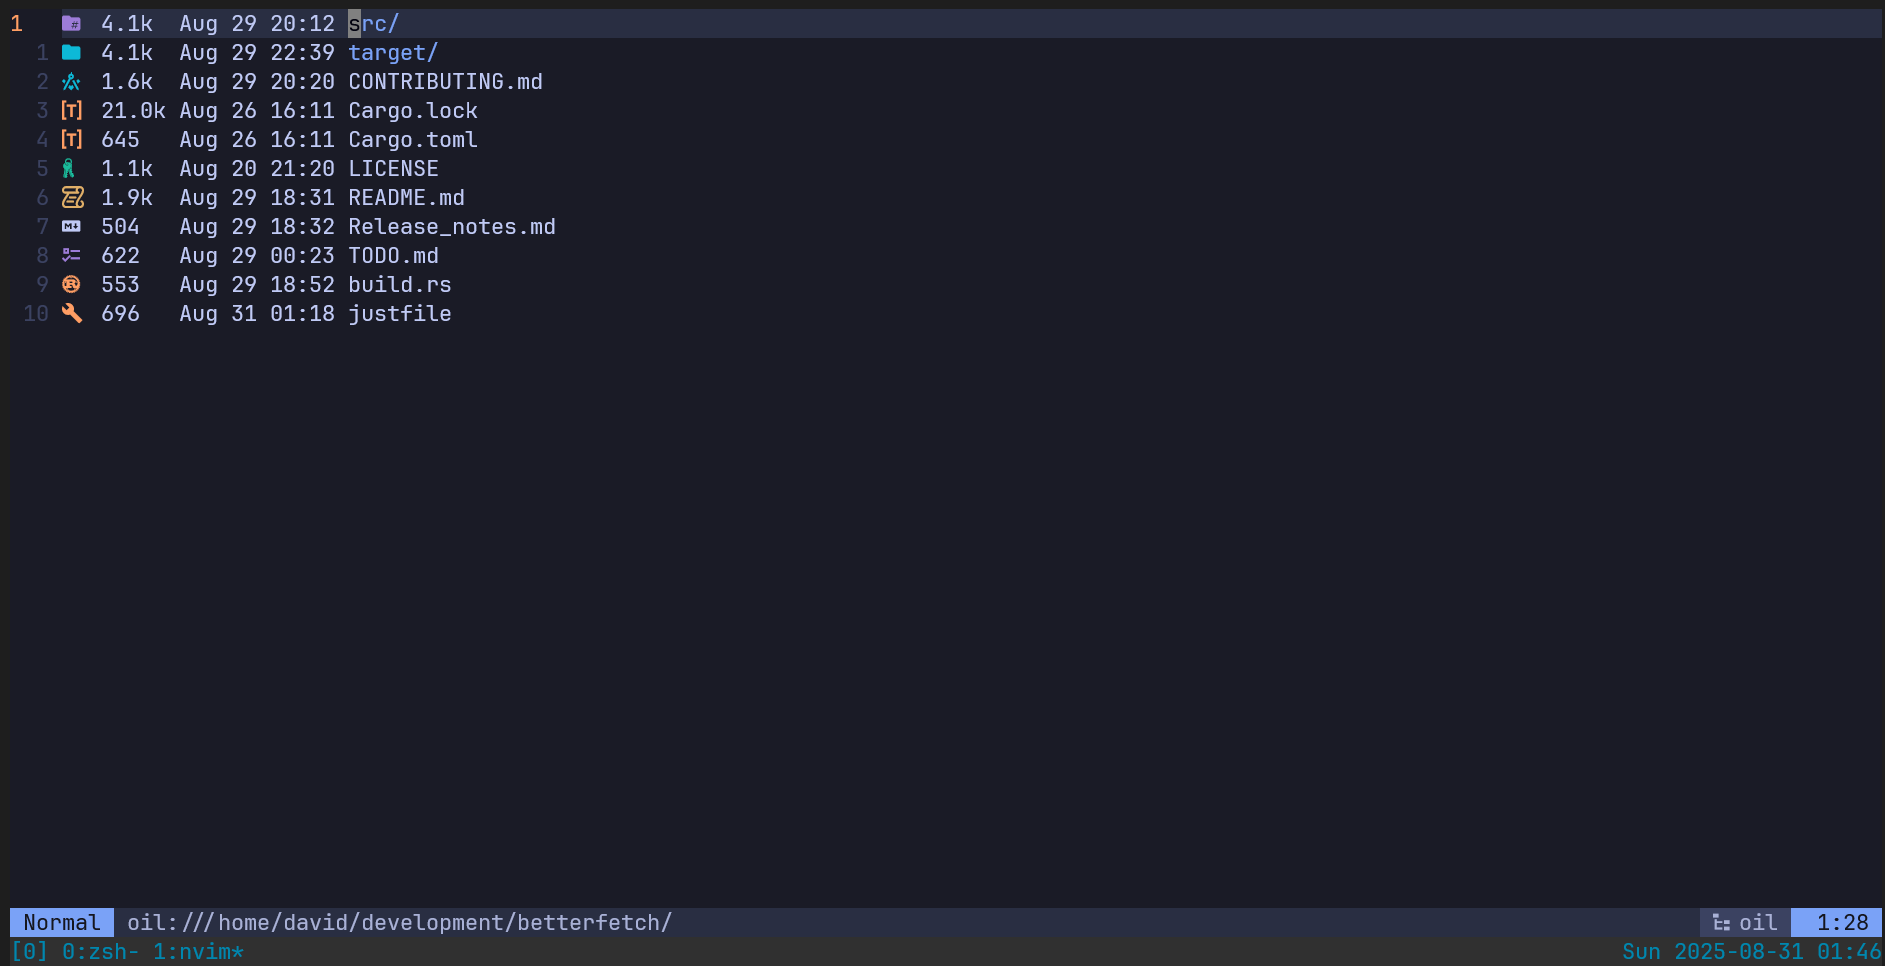 1 4.1k Aug 29 20:12 src/
1 4.1k Aug 29 22:39 target/
2 1.6k Aug 29 20:20 CONTRIBUTING.md
3 [T] 21.0k Aug 26 16:11 Cargo.lock
4 [T] 645 Aug 26 16:11 Cargo.toml
5 1.1k Aug 20 21:20 LICENSE
6 1.9k Aug 29 18:31 README.md
7 504 Aug 29 18:32 Release_notes.md
8 622 Aug 29 00:23 TODO.md
9 553 Aug 29 18:52 build.rs
10 696 Aug 31 01:18 justfile
Normal oil:///home/david/development/betterfetch/ oil 1:28
[0] 0:zsh- 1:nvim* Sun 2025-08-31 01:46